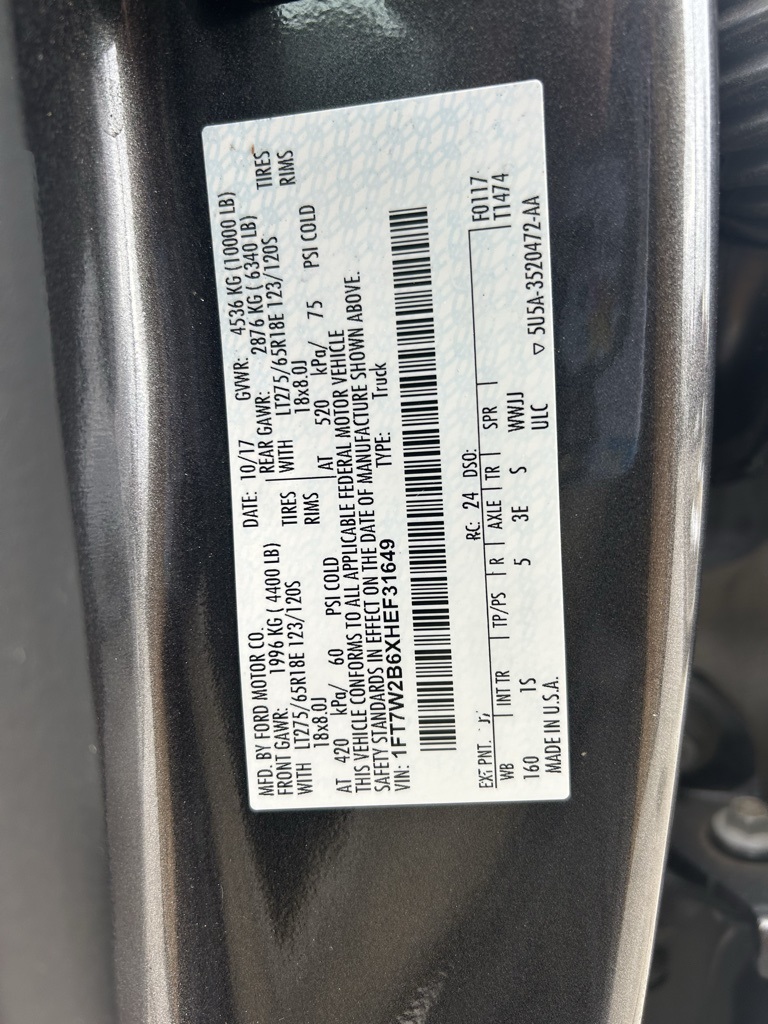 MFD. BY FORD MOTOR CO. DATE: 10/17 GVWR: 4536 KG (10000 LB)
FRONT GAWR: 1996 KG ( 4400 LB) REAR GAWR: 2876 KG ( 6340 LB)
WITH LT275/65R18E 123/120S TIRES WITH LT275/65R18E 123/120S TIRES
18x8.0J RIMS 18x8.0J RIMS
AT 420 kPa/ 60 PSI COLD AT 520 kPa/ 75 PSI COLD
THIS VEHICLE CONFORMS TO ALL APPLICABLE FEDERAL MOTOR VEHICLE
SAFETY STANDARDS IN EFFECT ON THE DATE OF MANUFACTURE SHOWN ABOVE.
VIN: 1FT7W2B6XHEF31649 TYPE: Truck
EXT PNT. RC: 24 DSO: F0117
WB INT TR TP/PS R AXLE TR SPR T1474
160 1S 5 3E S WWJJ
MADE IN U.S.A. ULC ▽ 5U5A-3520472-AA